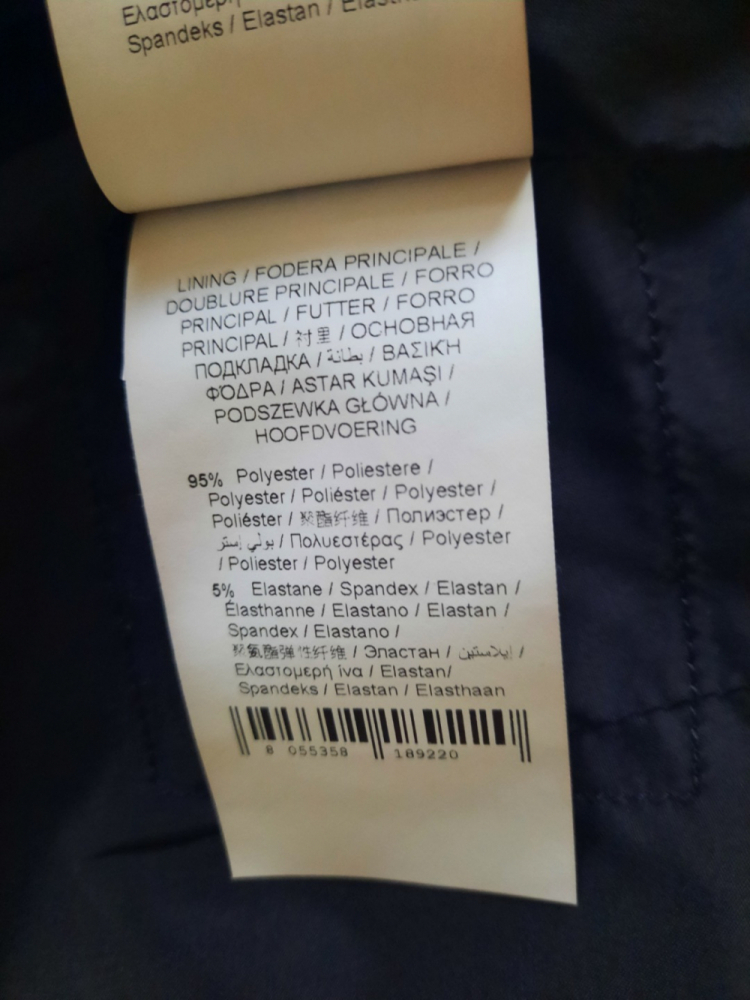 Ελαστομερή
Spandeks / Elastan /
LINING / FODERA PRINCIPALE /
DOUBLURE PRINCIPALE / FORRO
PRINCIPAL / FUTTER / FORRO
PRINCIPAL / 衬里 / ОСНОВНАЯ
ПОДКЛАДКА / بطانة / ΒΑΣΙΚΗ
ΦΌΔΡΑ / ASTAR KUMAŞI /
PODSZEWKA GŁÓWNA /
HOOFDVOERING
95% Polyester / Poliestere /
Polyester / Poliéster / Polyester /
Poliéster / 聚酯纤维 / Полиэстер /
بولي إستر / Πολυεστέρας / Polyester
/ Poliester / Polyester
5% Elastane / Spandex / Elastan /
Élasthanne / Elastano / Elastan /
Spandex / Elastano /
聚氨酯弹性纤维 / Эластан / إيلاستين /
Ελαστομερή ίνα / Elastan/
Spandeks / Elastan / Elasthaan
8 055358 189220